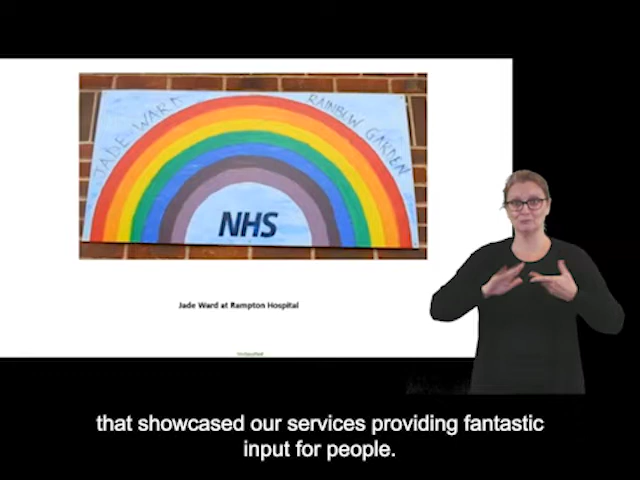 JADE WARD RAINBOW GARDEN
NHS
Jade Ward at Rampton Hospital
that showcased our services providing fantastic
input for people.